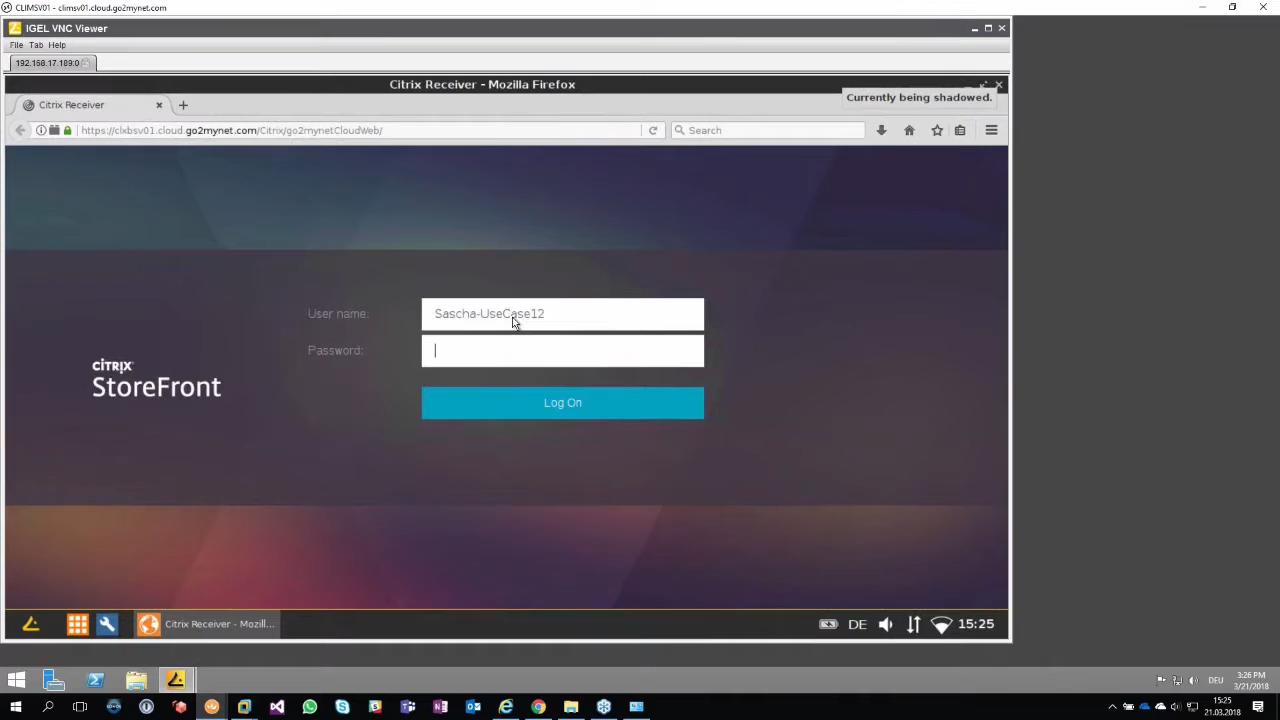 CLIMSV01 - climsv01.cloud.go2mynet.com
IGEL VNC Viewer
File Tab Help
192.168.17.189:0
Citrix Receiver - Mozilla Firefox
Citrix Receiver
Currently being shadowed.
https://clxbsv01.cloud.go2mynet.com/Citrix/go2mynetCloudWeb/
Search
User name:
Sascha-UseCase12
Password:
CITRIX
StoreFront
Log On
Citrix Receiver - Mozill...
DE
15:25
DEU
3:26 PM
3/21/2018
DEU
15:25
21.03.2018